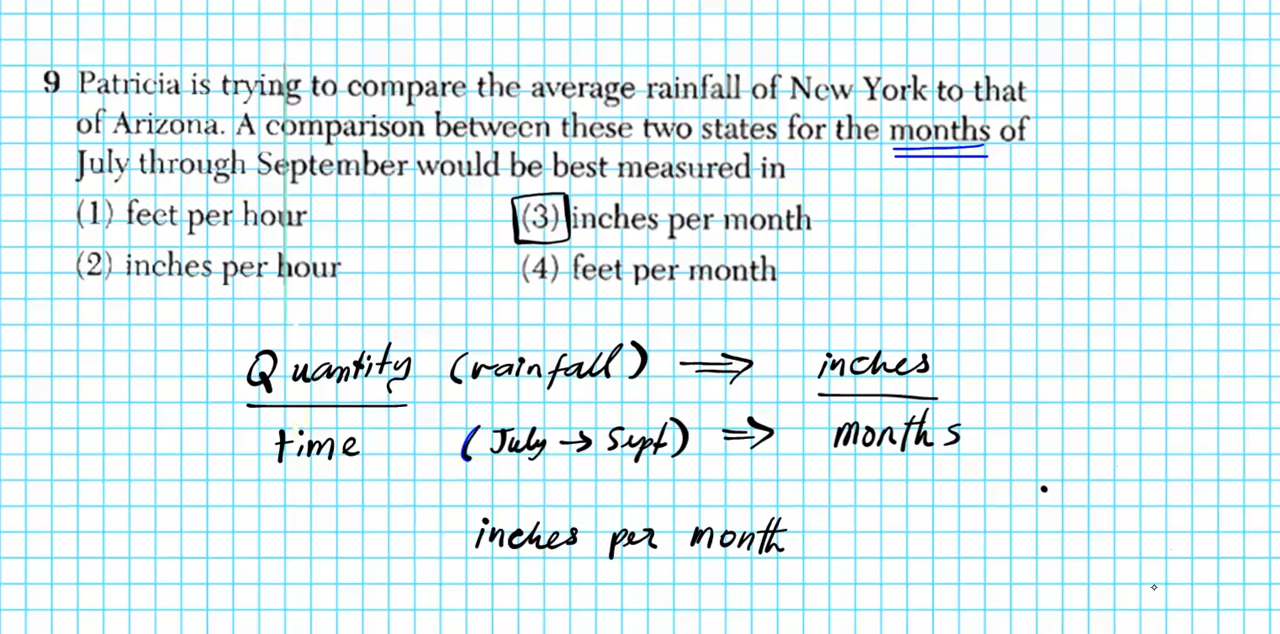 9 Patricia is trying to compare the average rainfall of New York to that
of Arizona. A comparison between these two states for the months of
July through September would be best measured in
(1) feet per hour (3) inches per month
(2) inches per hour (4) feet per month
Quantity (rainfall) ⇒ inches
time (July → Sept) ⇒ months
inches per month